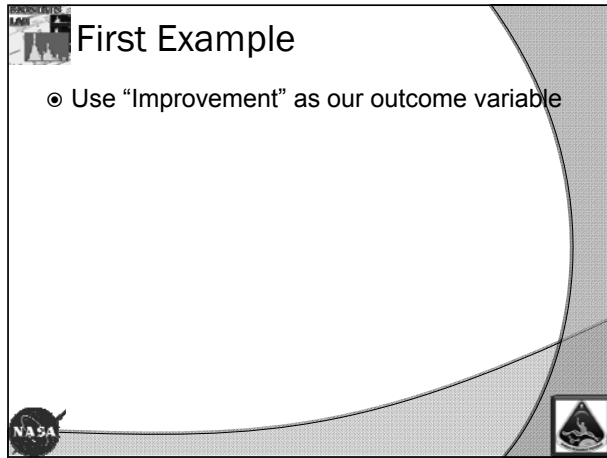 First Example
Use “Improvement” as our outcome variable
NASA